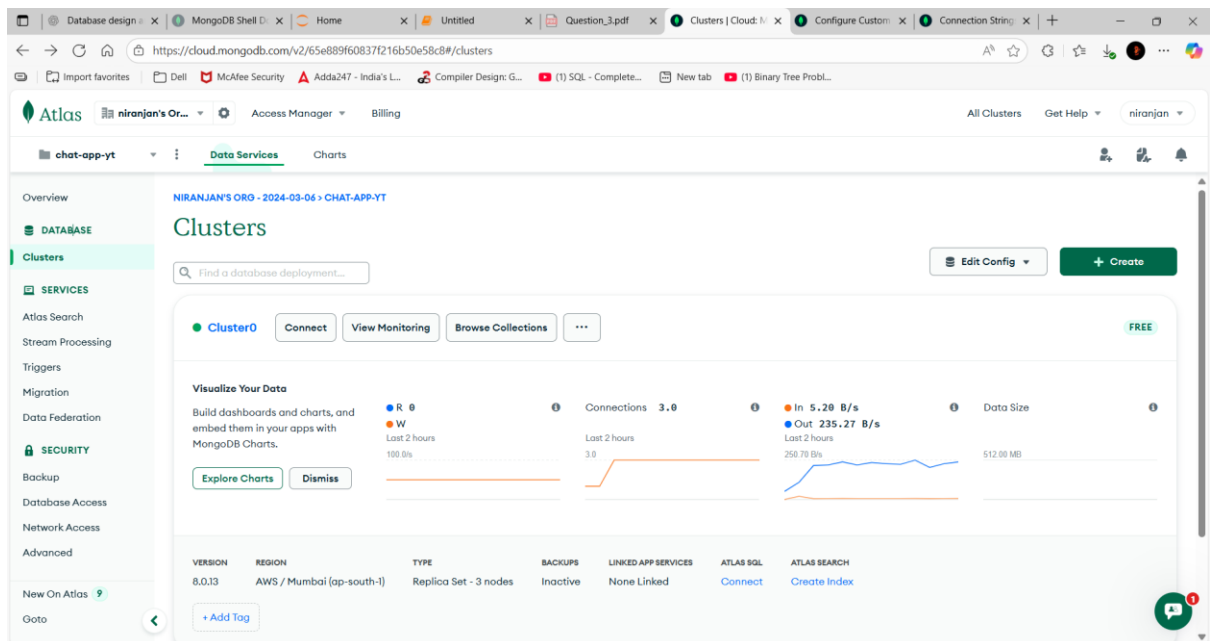 Database design a
MongoDB Shell D
Home
Untitled
Question_3.pdf
Clusters | Cloud: M
Configure Custom
Connection String
https://cloud.mongodb.com/v2/65e889f60837f216b50e58c8#/clusters
Import favorites
Dell
McAfee Security
Adda247 - India's L...
Compiler Design: G...
(1) SQL - Complete...
New tab
(1) Binary Tree Probl...
Atlas
niranjan's Or...
Access Manager
Billing
All Clusters
Get Help
niranjan
chat-app-yt
Data Services
Charts
Overview
DATABASE
Clusters
SERVICES
Atlas Search
Stream Processing
Triggers
Migration
Data Federation
SECURITY
Backup
Database Access
Network Access
Advanced
New On Atlas 9
Goto
NIRANJAN'S ORG - 2024-03-06 > CHAT-APP-YT
Clusters
Find a database deployment...
Edit Config
+ Create
Cluster0
Connect
View Monitoring
Browse Collections
...
FREE
Visualize Your Data
Build dashboards and charts, and
embed them in your apps with
MongoDB Charts.
Explore Charts
Dismiss
R 0
W
Last 2 hours
100.0/s
Connections 3.0
Last 2 hours
3.0
In 5.20 B/s
Out 235.27 B/s
Last 2 hours
250.70 B/s
Data Size
512.00 MB
VERSION REGION TYPE BACKUPS LINKED APP SERVICES ATLAS SQL ATLAS SEARCH
8.0.13 AWS / Mumbai (ap-south-1) Replica Set - 3 nodes Inactive None Linked Connect Create Index
+ Add Tag
1